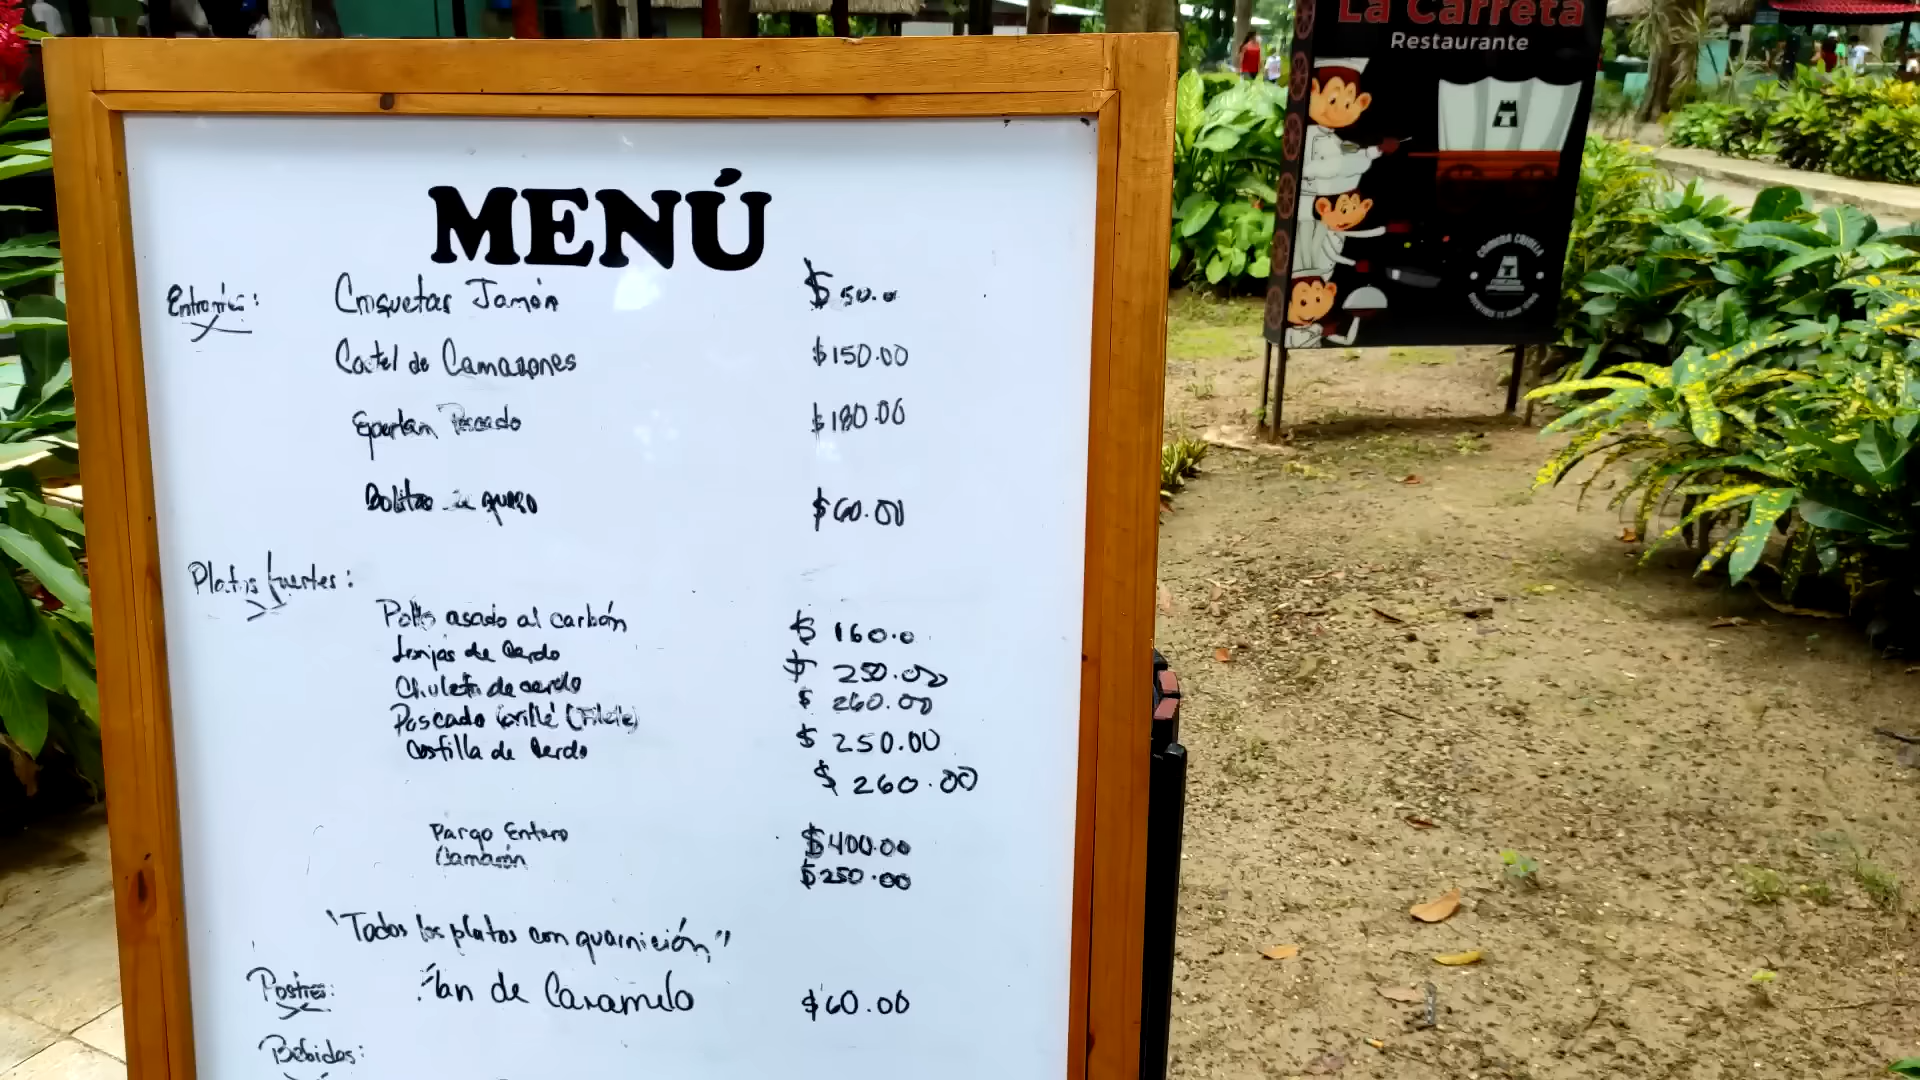 La Carreta
Restaurante
COMIDA CRIOLLA
MENÚ
Entrantes: Croquetas Jamón $50.0
Coctel de Camarones $150.00
Pescado $180.00
Bolitas de queso $60.00
Platos fuertes:
Pollo asado al carbón $160.0
Lonjas de Cerdo $250.00
Chuleta de cerdo $260.00
Pescado Grillé (Filete) $250.00
Costilla de Cerdo $260.00
Pargo Entero $400.00
Camarón $250.00
"Todos los platos con guarnición"
Postres: Flan de Caramelo $60.00
Bebidas: